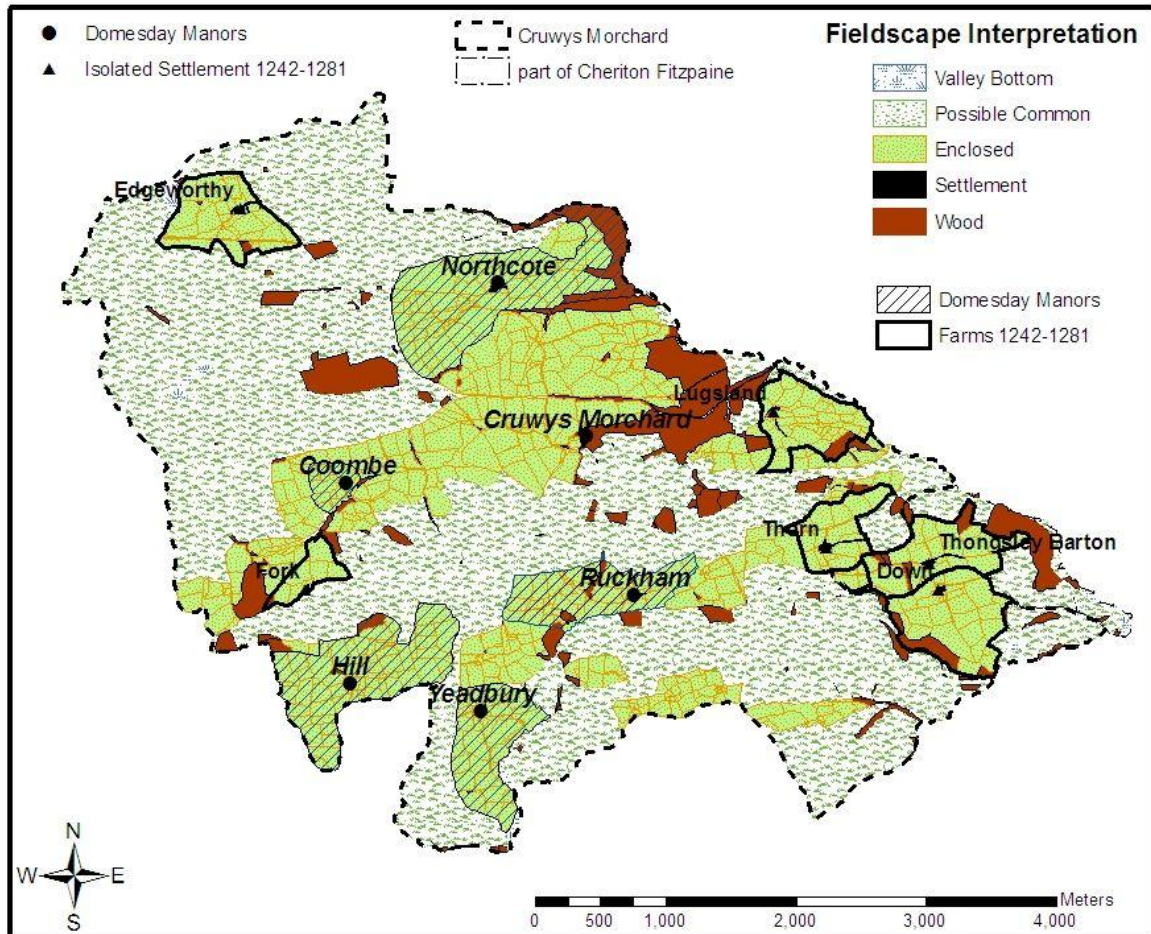 Domesday Manors
Isolated Settlement 1242-1281
Cruwys Morchard
part of Cheriton Fitzpaine
Fieldscape Interpretation
Valley Bottom
Possible Common
Enclosed
Settlement
Wood
Domesday Manors
Farms 1242-1281
Edgeworthy
Northcote
Lugsland
Cruwys Morchard
Coombe
Thorn
Thongsley Barton
Fork
Down
Ruckham
Hill
Yeadbury
N
W E
S
Meters
0 500 1,000 2,000 3,000 4,000